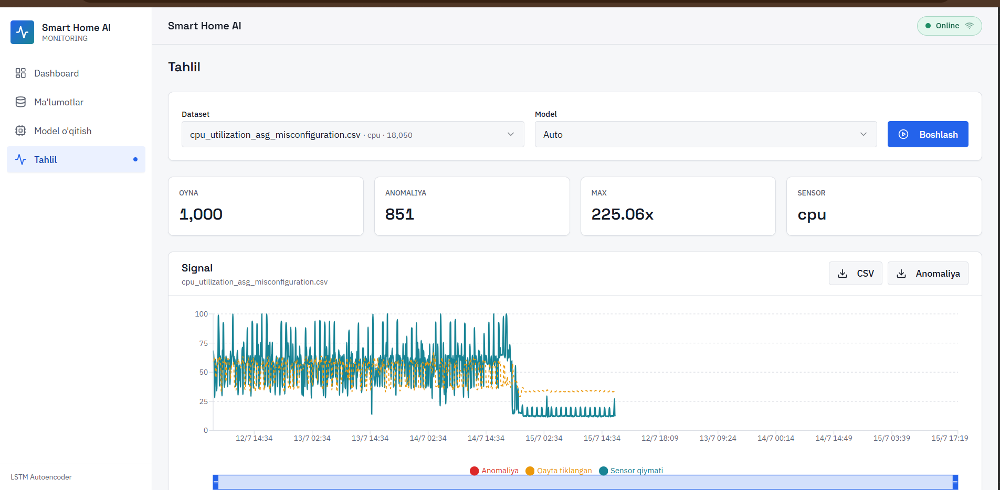 Smart Home AI
MONITORING
Dashboard
Ma'lumotlar
Model o'qitish
Tahlil
LSTM Autoencoder
Smart Home AI
Online
Tahlil
Dataset
cpu_utilization_asg_misconfiguration.csv · cpu · 18,050
Model
Auto
Boshlash
OYNA
1,000
ANOMALIYA
851
MAX
225.06x
SENSOR
cpu
Signal
cpu_utilization_asg_misconfiguration.csv
CSV
Anomaliya
100
75
50
25
0
12/7 14:34 13/7 02:34 13/7 14:34 14/7 02:34 14/7 14:34 15/7 02:34 15/7 14:34 12/7 18:09 13/7 09:24 14/7 00:14 14/7 14:49 15/7 03:39 15/7 17:19
Anomaliya Qayta tiklangan Sensor qiymati